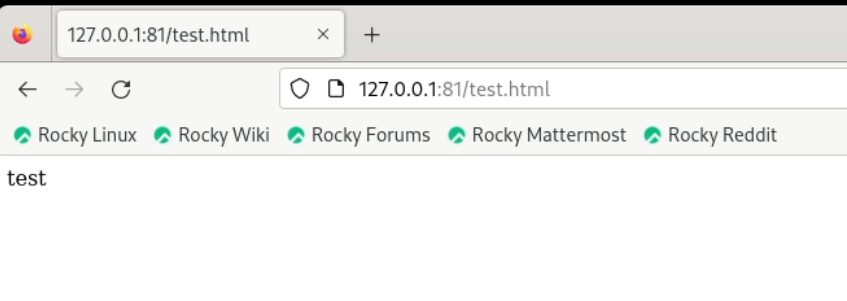 127.0.0.1:81/test.html
127.0.0.1:81/test.html
Rocky Linux Rocky Wiki Rocky Forums Rocky Mattermost Rocky Reddit
test